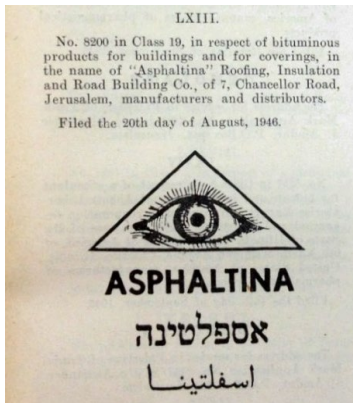 LXIII.
No. 8200 in Class 19, in respect of bituminous
products for buildings and for coverings, in
the name of "Asphaltina" Roofing, Insulation
and Road Building Co., of 7, Chancellor Road,
Jerusalem, manufacturers and distributors.
Filed the 20th day of August, 1946.
ASPHALTINA
אספלטינה
اسفلتينا